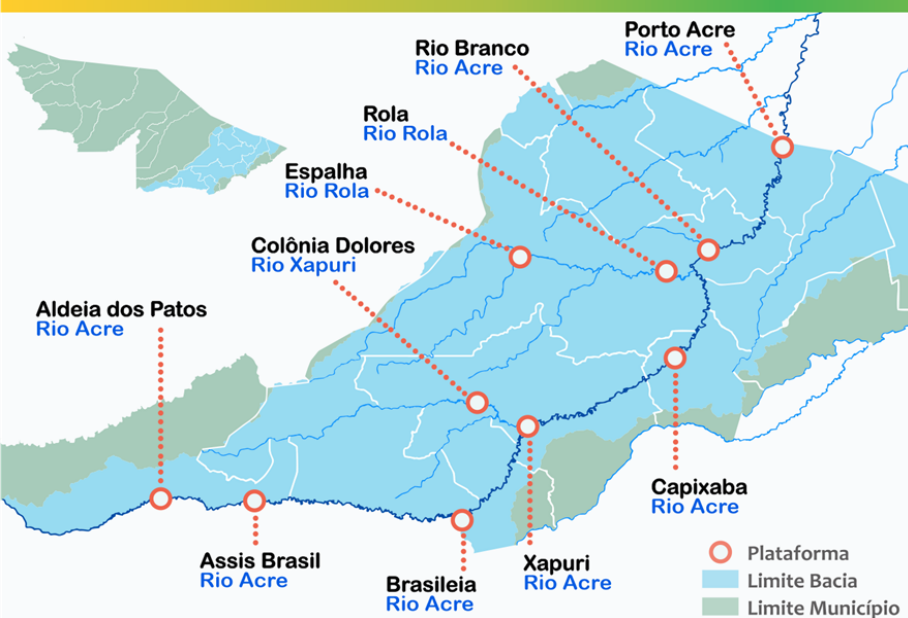 Porto Acre
Rio Acre
Rio Branco
Rio Acre
Rola
Rio Rola
Espalha
Rio Rola
Colônia Dolores
Rio Xapuri
Aldeia dos Patos
Rio Acre
Capixaba
Rio Acre
Assis Brasil
Rio Acre
Brasileia
Rio Acre
Xapuri
Rio Acre
Plataforma
Limite Bacia
Limite Município